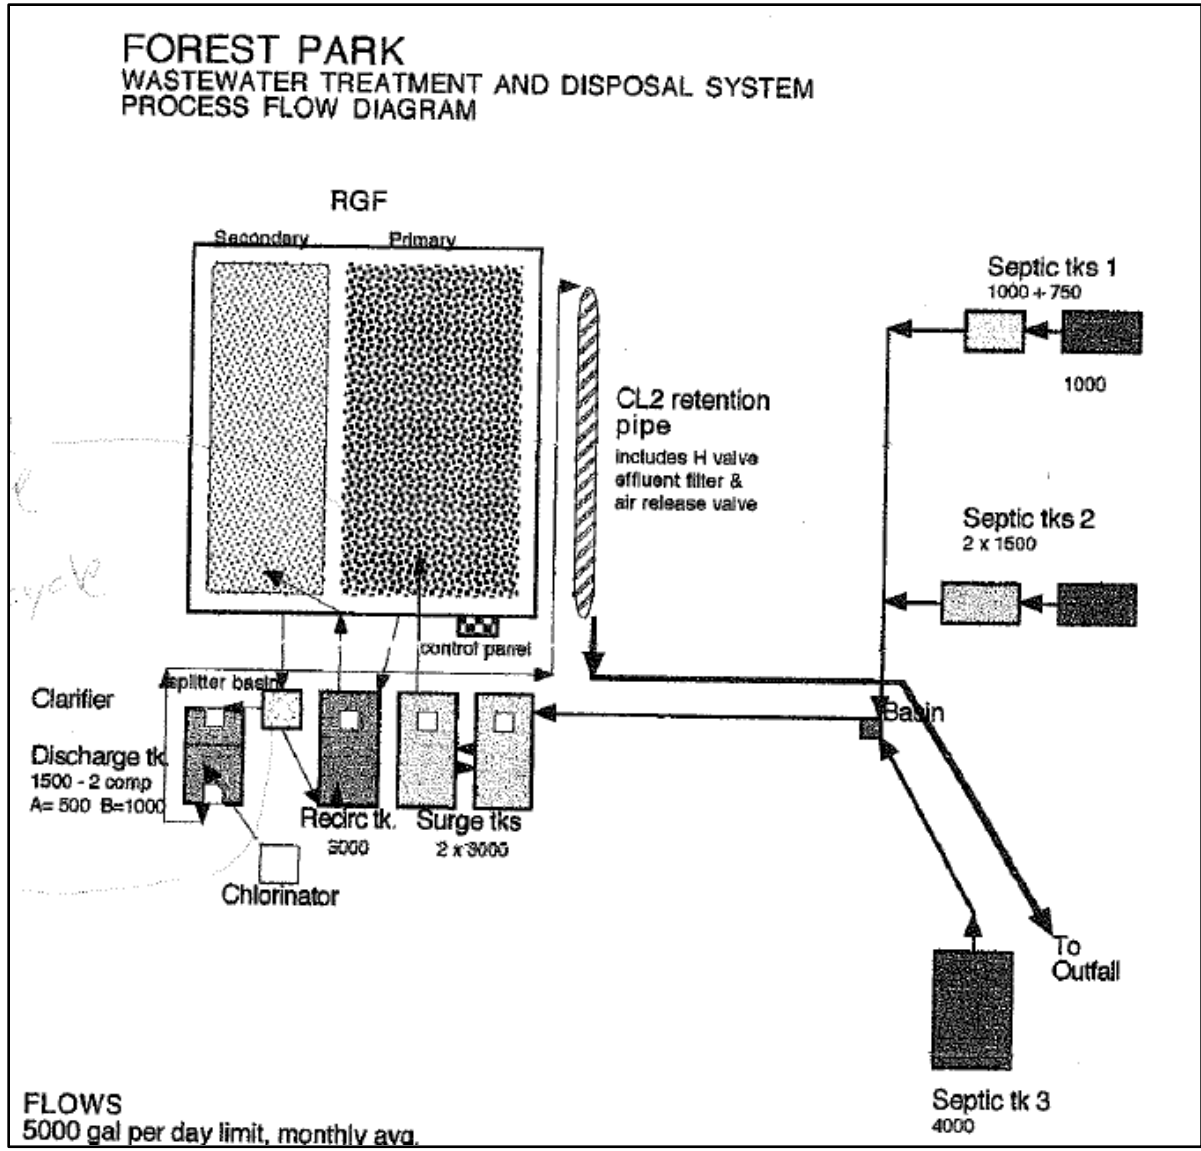 FOREST PARK
WASTEWATER TREATMENT AND DISPOSAL SYSTEM
PROCESS FLOW DIAGRAM
RGF
Secondary
Primary
Septic tks 1
1000 + 750
1000
CL2 retention
pipe
includes H valve
effluent filter &
air release valve
Septic tks 2
2 x 1500
control panel
splitter basin
Clarifier
Basin
Discharge tk.
1500 - 2 comp
A= 500 B=1000
Recirc tk.
3000
Surge tks
2 x 3000
Chlorinator
To
Outfall
Septic tk 3
4000
FLOWS
5000 gal per day limit, monthly avg.